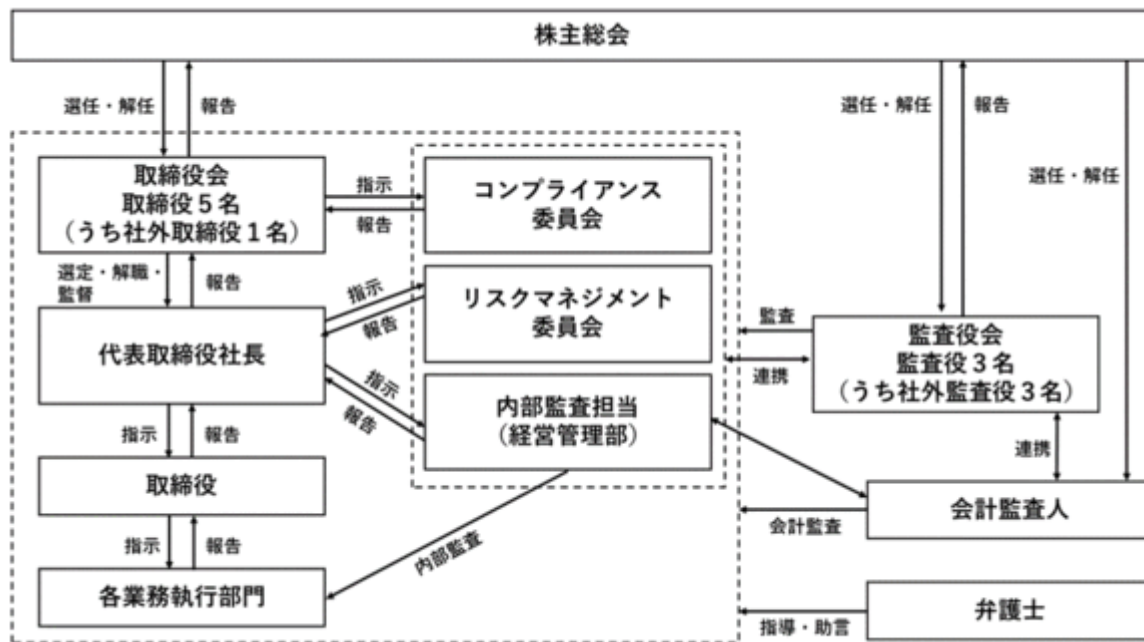 株主総会
選任・解任
報告
選任・解任
報告
選任・解任
取締役会
取締役５名
（うち社外取締役１名）
指示
報告
コンプライアンス
委員会
選定・解職・
監督
報告
代表取締役社長
指示
報告
リスクマネジメント
委員会
指示
報告
内部監査担当
（経営管理部）
監査
連携
監査役会
監査役３名
（うち社外監査役３名）
連携
指示
報告
取締役
会計監査人
会計監査
指示
報告
内部監査
各業務執行部門
弁護士
指導・助言